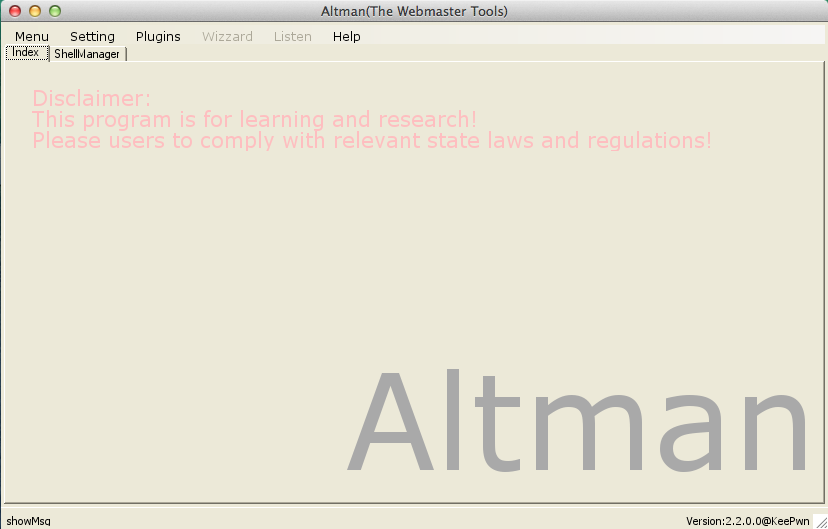 Altman(The Webmaster Tools)
Menu Setting Plugins Wizzard Listen Help
Index ShellManager
Disclaimer:
This program is for learning and research!
Please users to comply with relevant state laws and regulations!
Altman
showMsg Version:2.2.0.0@KeePwn